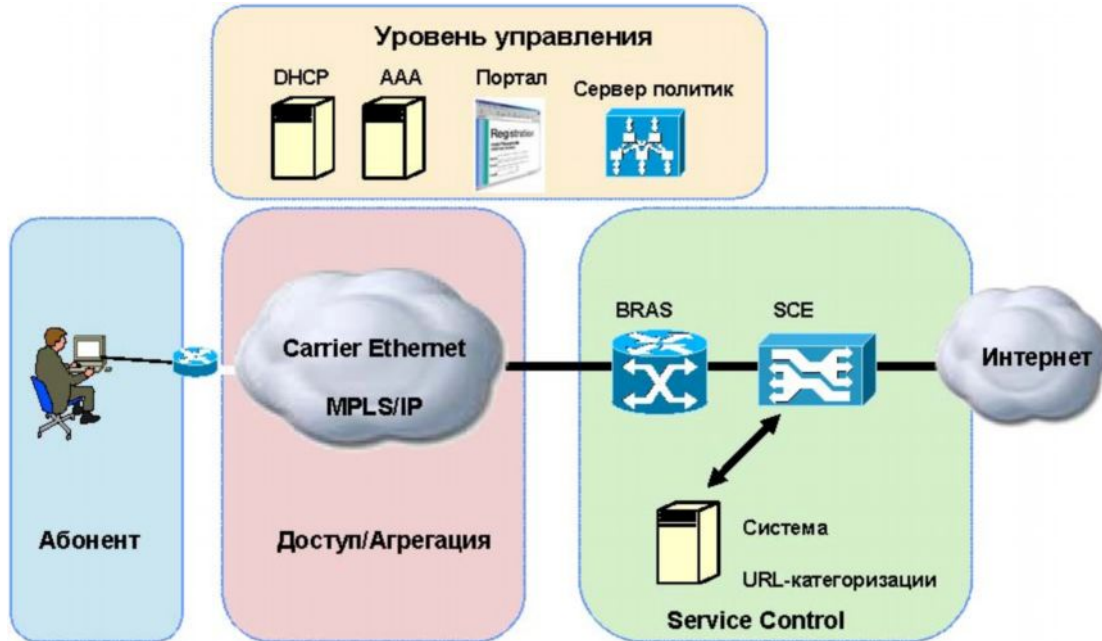 Уровень управления
DHCP
AAA
Портал
Сервер политик
Registration
BRAS
SCE
Carrier Ethernet
MPLS/IP
Интернет
Абонент
Доступ/Агрегация
Система
URL-категоризации
Service Control